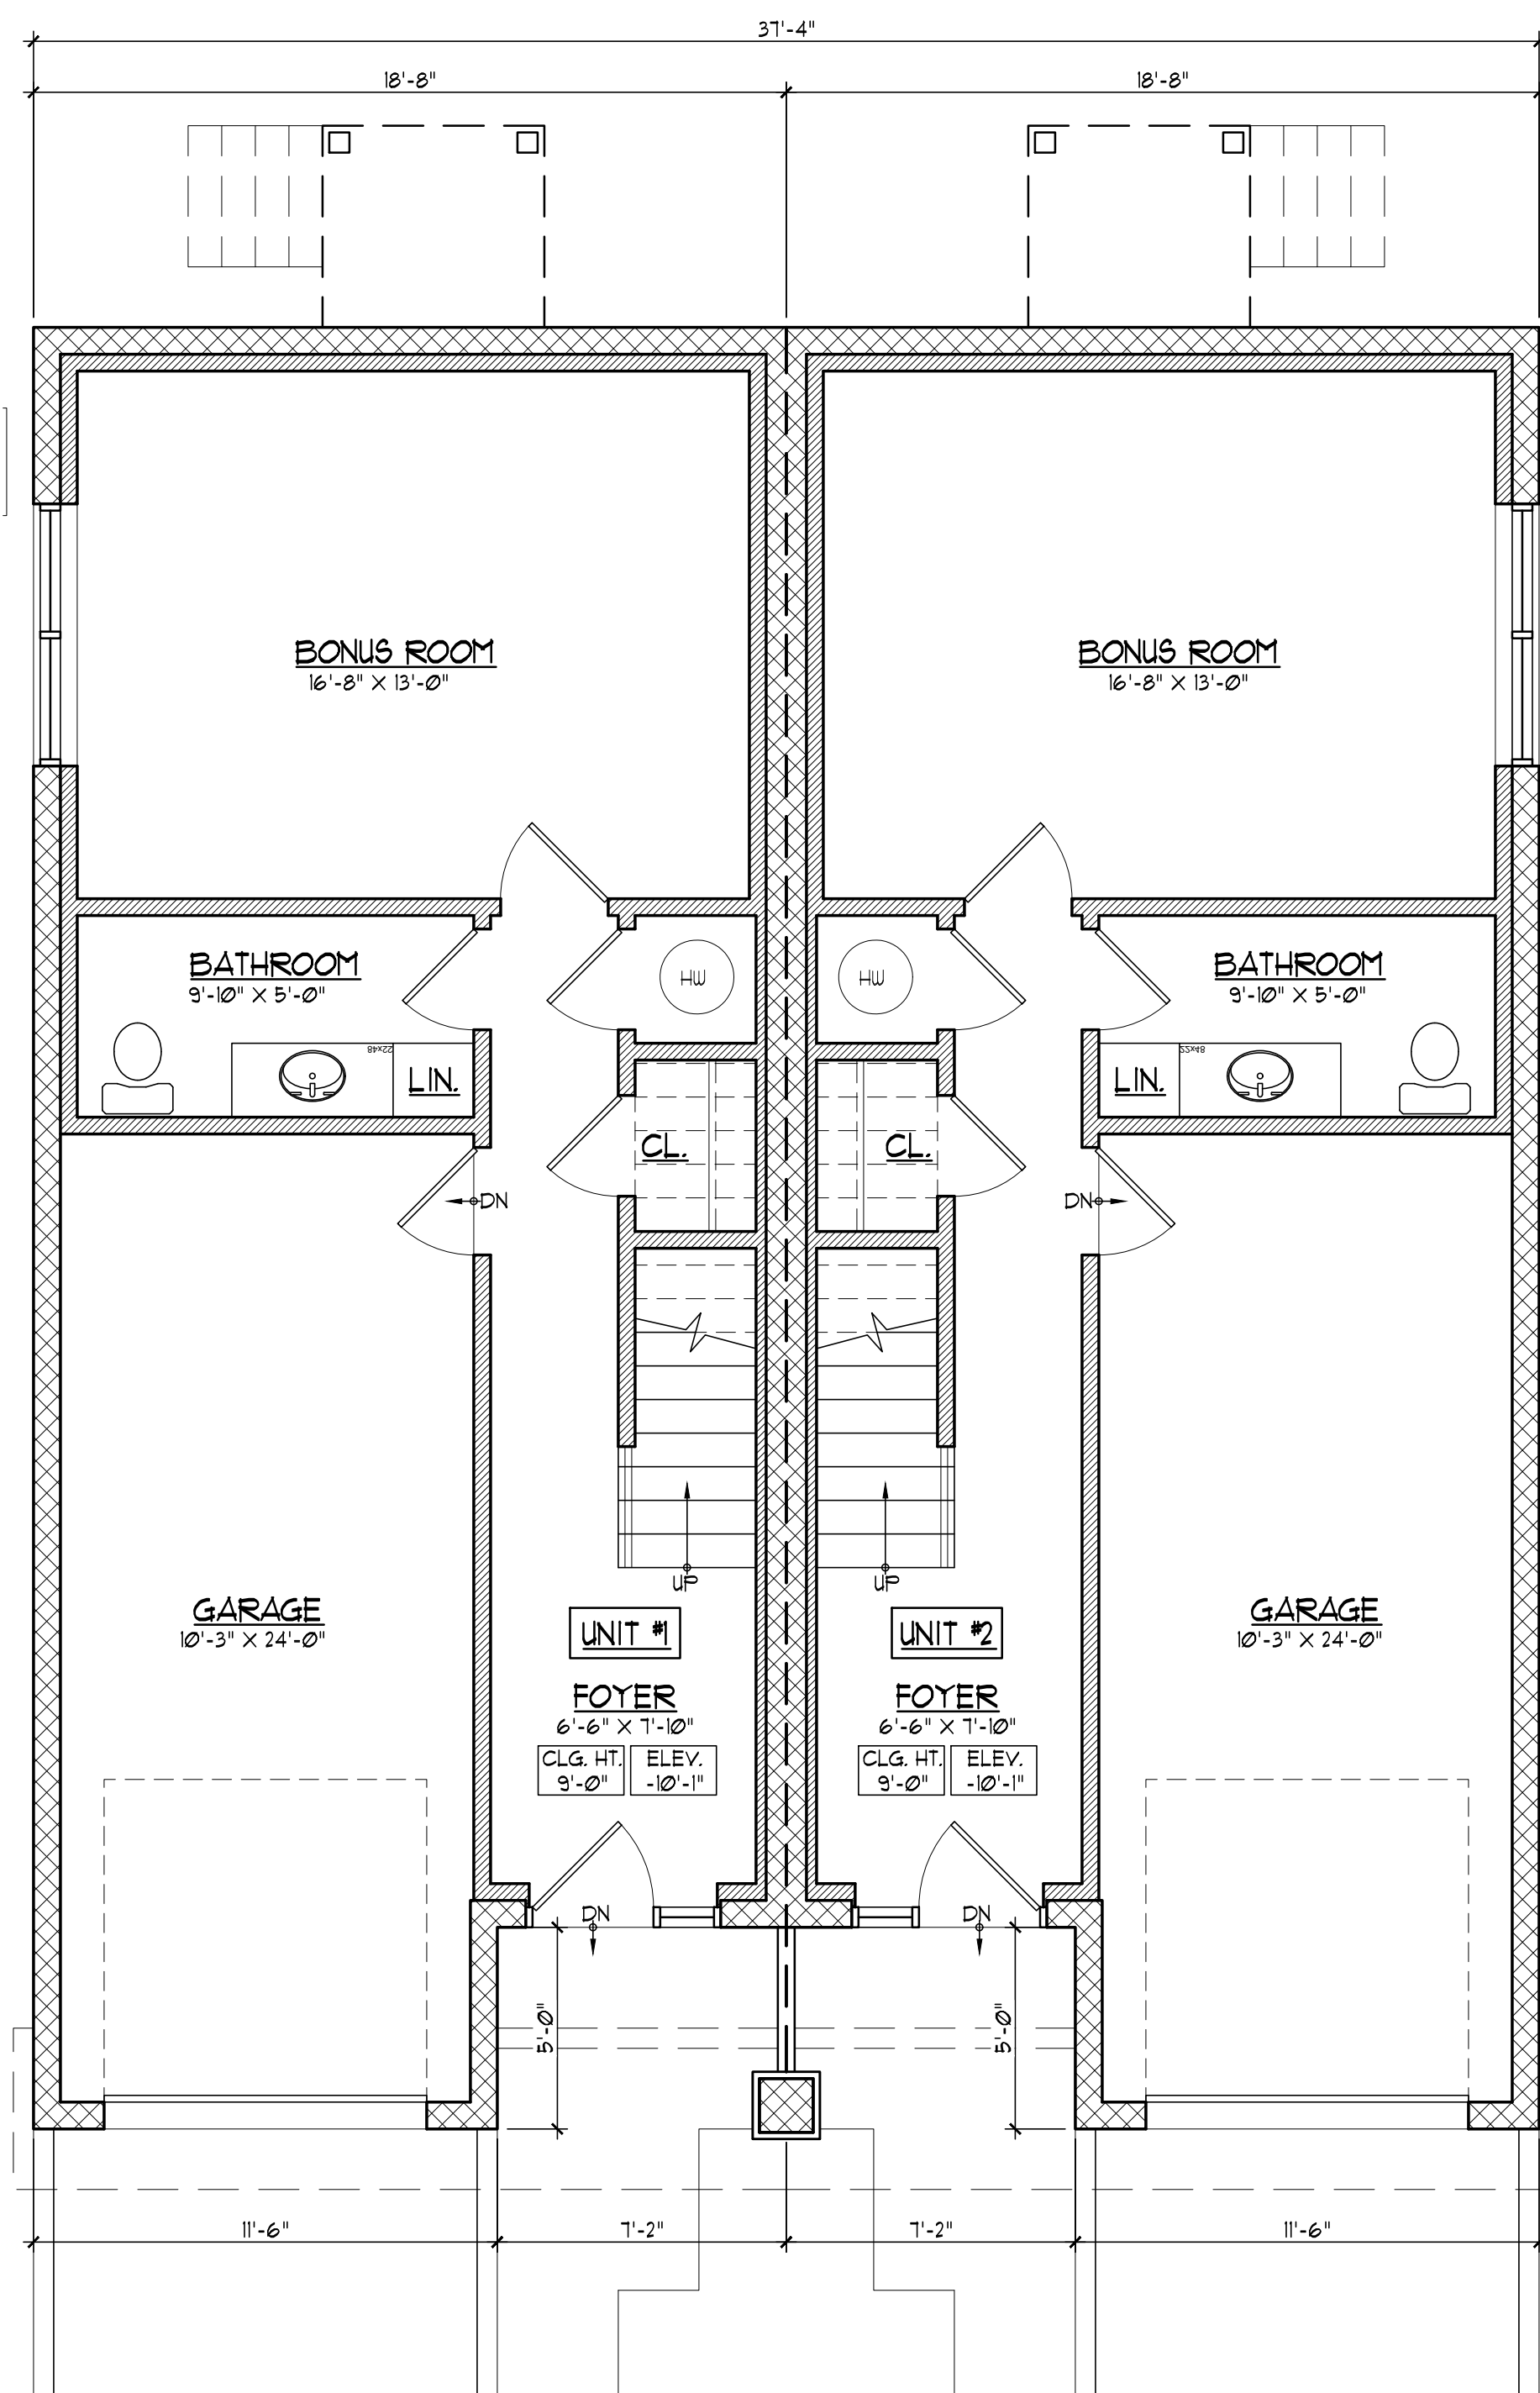 37'-4"
18'-8"
18'-8"
BONUS ROOM
16'-8" X 13'-0"
BONUS ROOM
16'-8" X 13'-0"
BATHROOM
9'-10" X 5'-0"
HW
HW
BATHROOM
9'-10" X 5'-0"
22x48
LIN.
LIN.
22x48
CL.
CL.
DN
DN
UP
UP
GARAGE
10'-3" X 24'-0"
UNIT #1
UNIT #2
GARAGE
10'-3" X 24'-0"
FOYER
6'-6" X 7'-10"
CLG. HT.
9'-0"
ELEV.
-10'-1"
FOYER
6'-6" X 7'-10"
CLG. HT.
9'-0"
ELEV.
-10'-1"
DN
DN
5'-0"
5'-0"
11'-6"
7'-2"
7'-2"
11'-6"